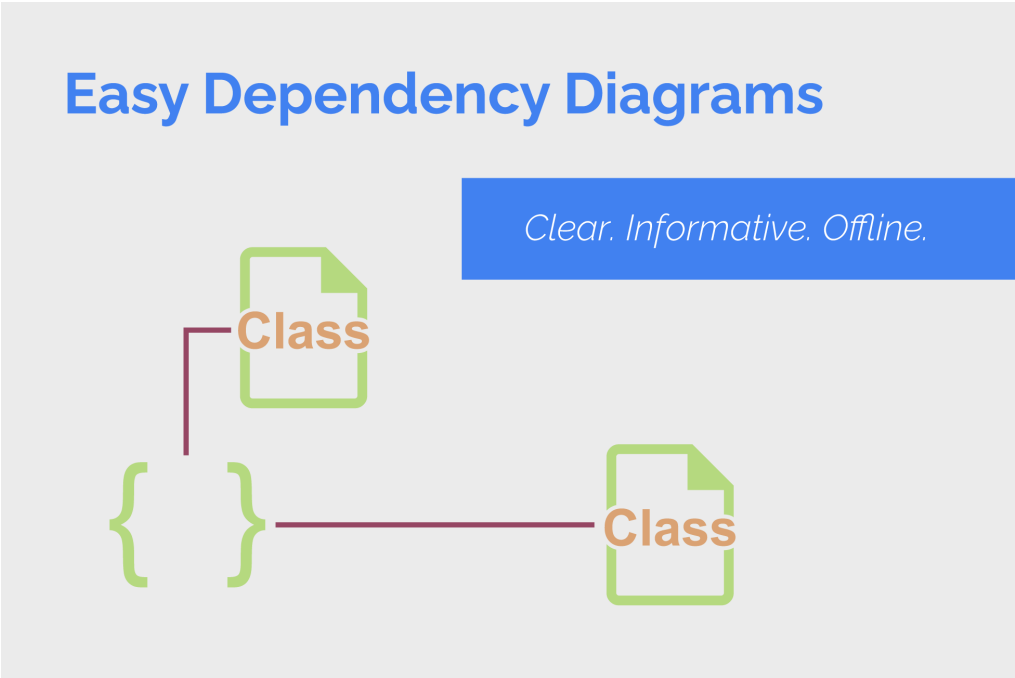 Easy Dependency Diagrams
Clear. Informative. Offline.
Class
{ }
Class